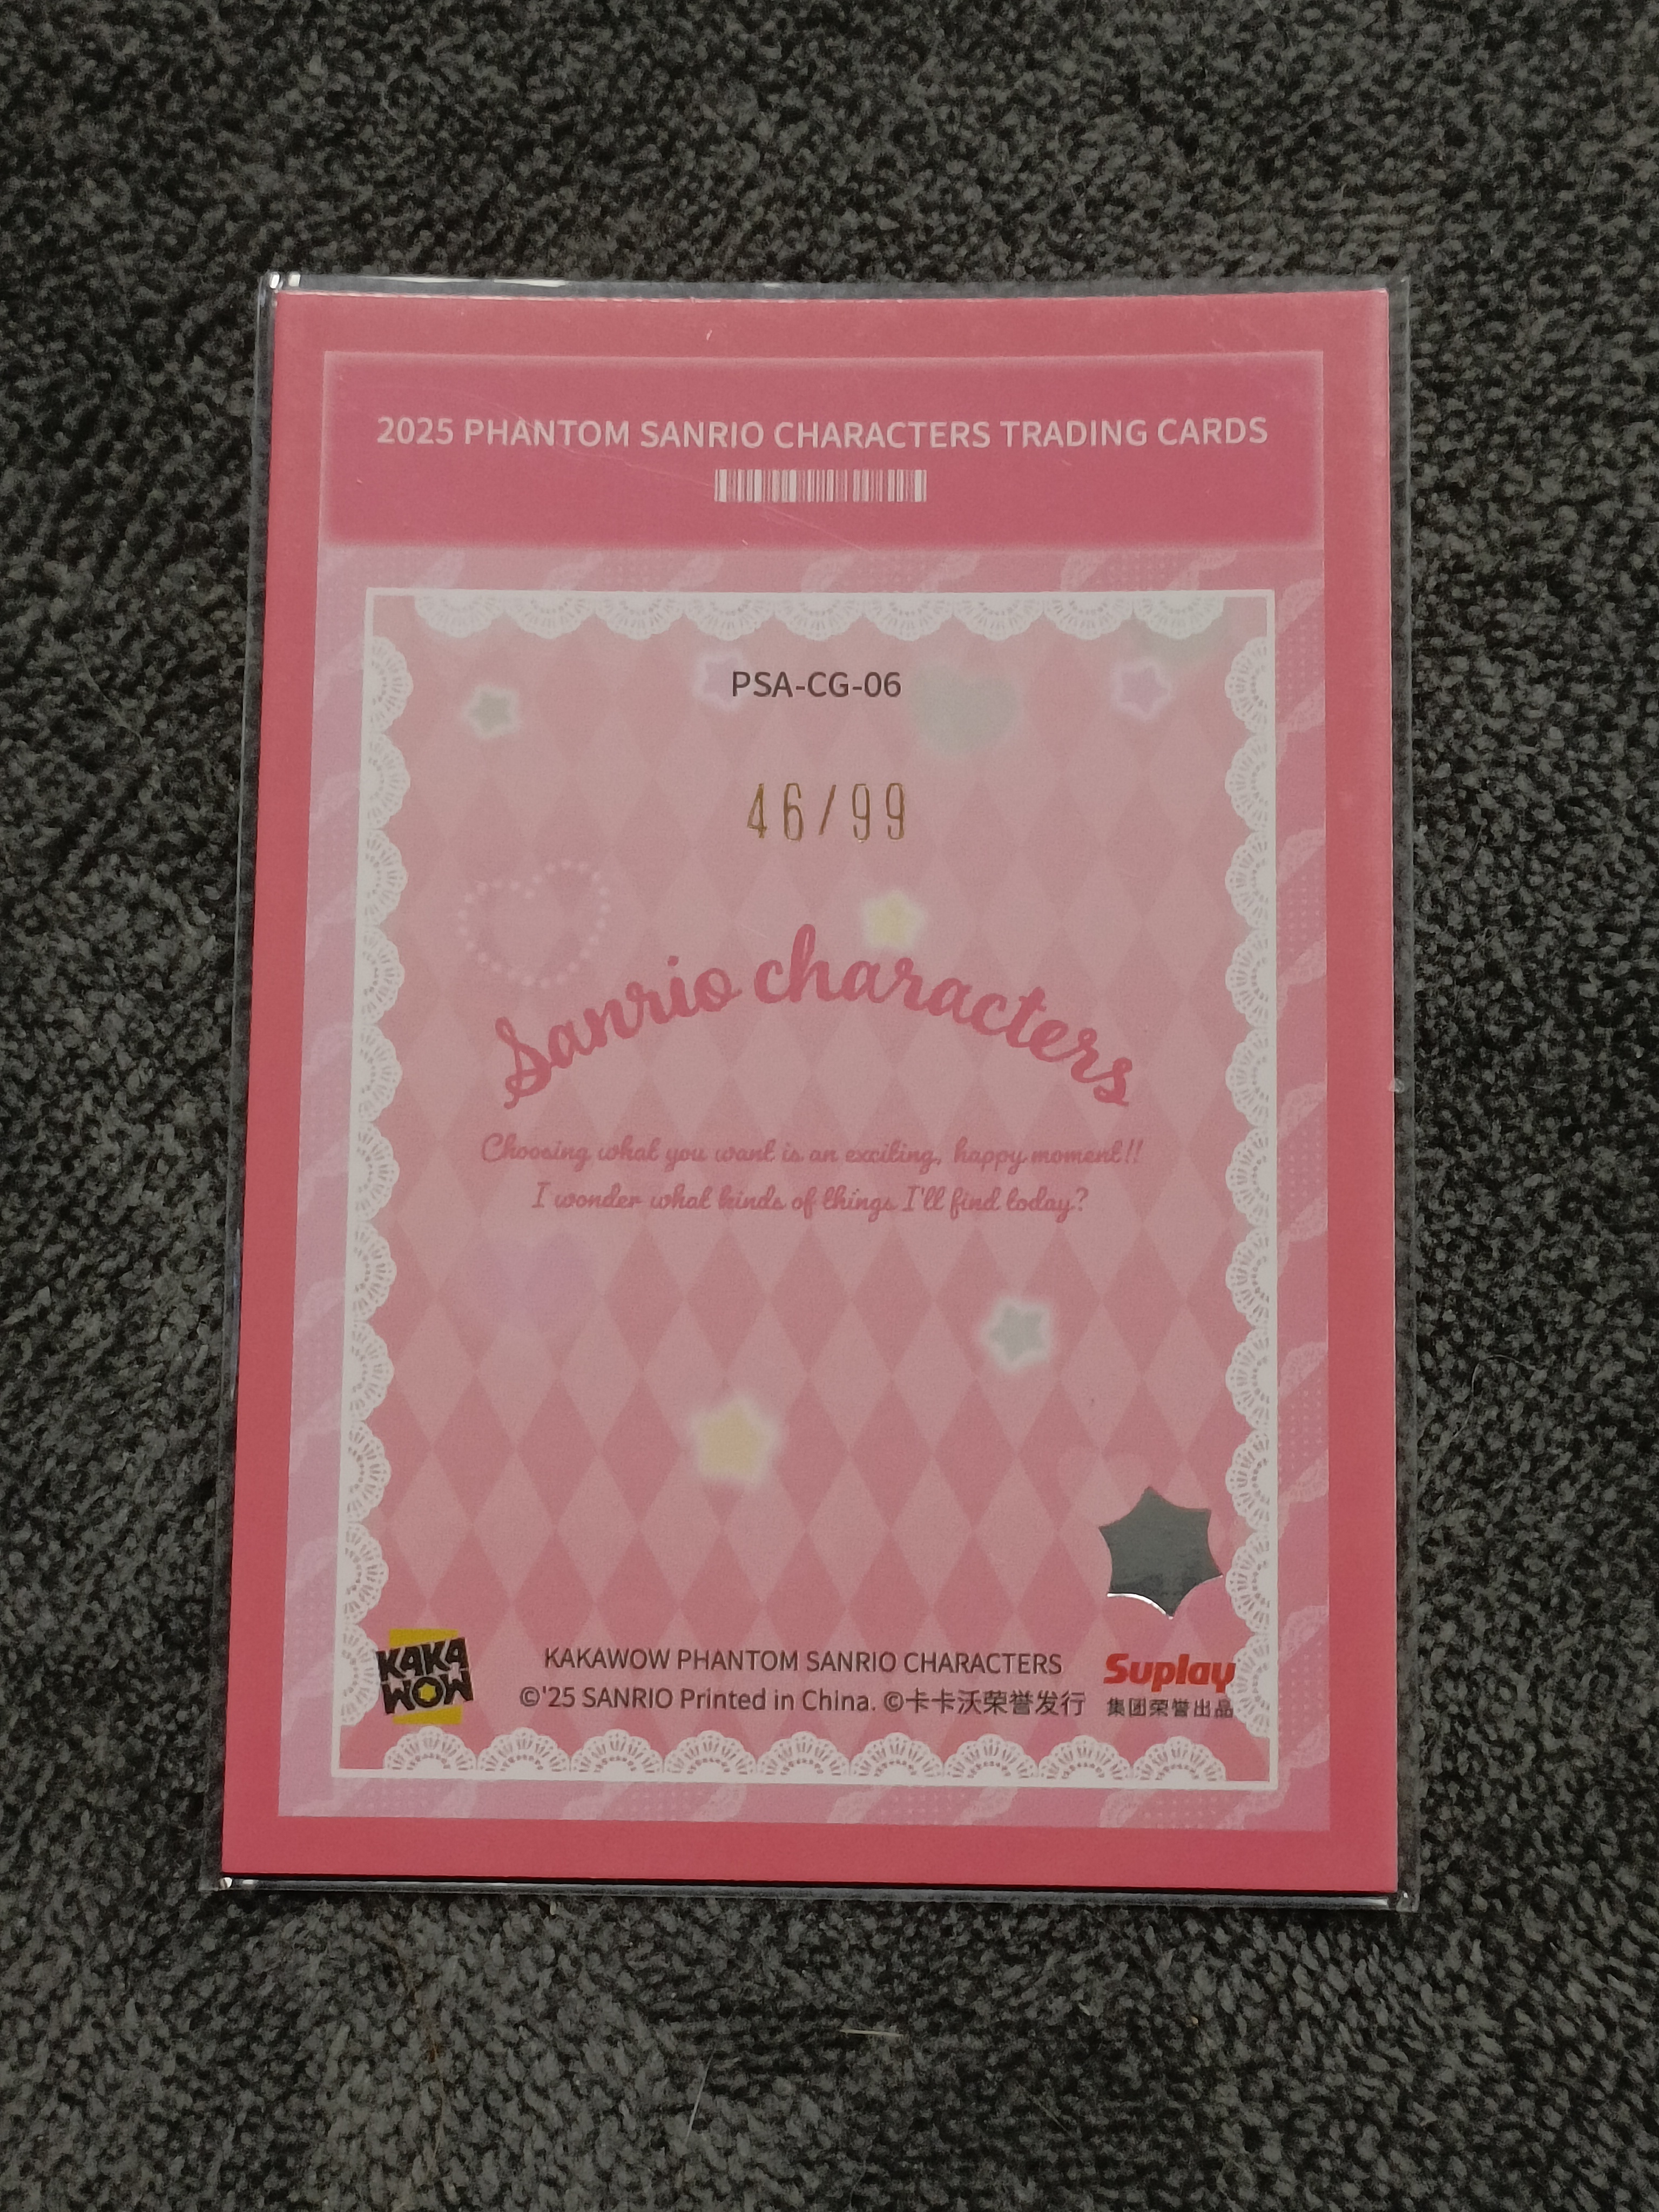 2025 PHANTOM SANRIO CHARACTERS TRADING CARDS
PSA-CG-06
46/99
Sanrio characters
Choosing what you want is an exciting, happy moment!!
I wonder what kinds of things I'll find today?
KAKA
WOW
KAKAWOW PHANTOM SANRIO CHARACTERS
©'25 SANRIO Printed in China. ©卡卡沃荣誉发行
Suplay
集团荣誉出品